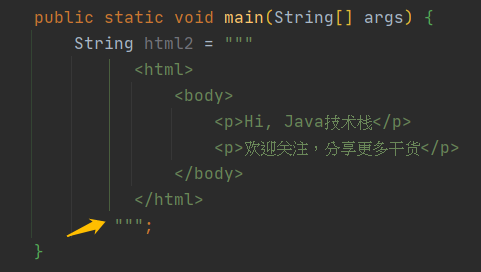 public static void main(String[] args) {
    String html2 = """
          <html>
              <body>
                  <p>Hi, Java技术栈</p>
                  <p>欢迎关注，分享更多干货</p>
              </body>
          </html>
        """;
}